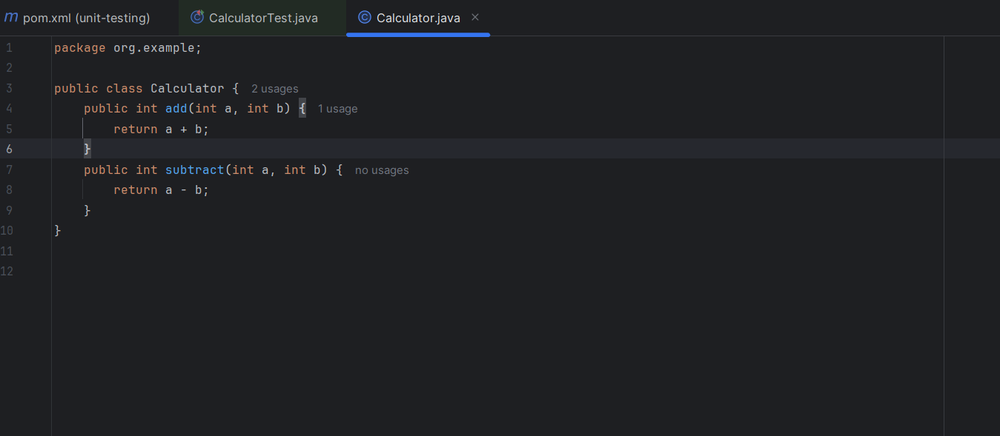 m pom.xml (unit-testing) CalculatorTest.java Calculator.java
1 package org.example;
2
3 public class Calculator { 2 usages
4     public int add(int a, int b) { 1 usage
5         return a + b;
6     }
7     public int subtract(int a, int b) { no usages
8         return a - b;
9     }
10 }
11
12